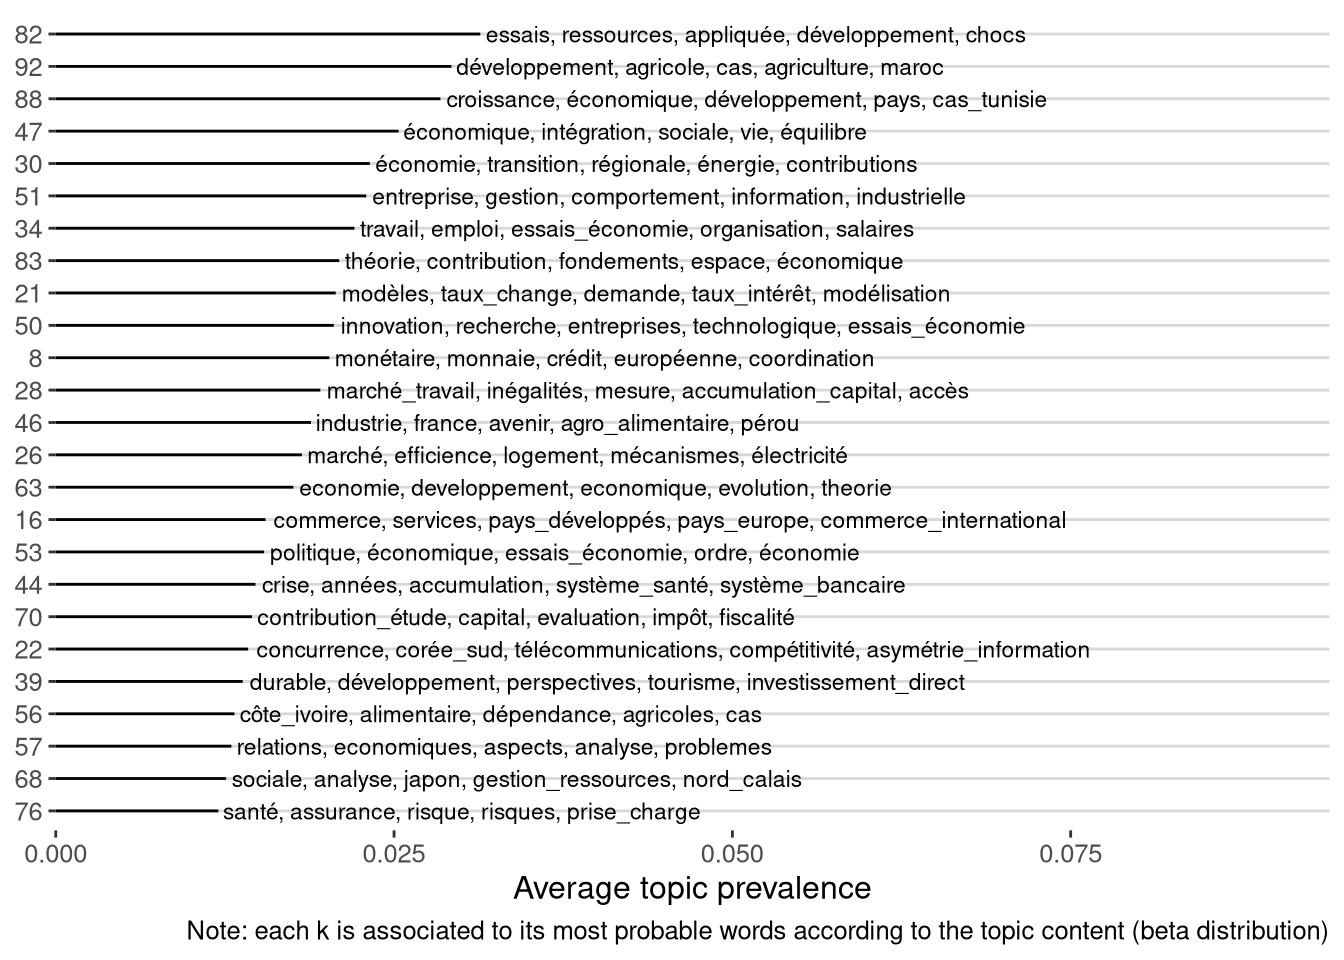 82 essais, ressources, appliquée, développement, chocs
92 développement, agricole, cas, agriculture, maroc
88 croissance, économique, développement, pays, cas_tunisie
47 économique, intégration, sociale, vie, équilibre
30 économie, transition, régionale, énergie, contributions
51 entreprise, gestion, comportement, information, industrielle
34 travail, emploi, essais_économie, organisation, salaires
83 théorie, contribution, fondements, espace, économique
21 modèles, taux_change, demande, taux_intérêt, modélisation
50 innovation, recherche, entreprises, technologique, essais_économie
8 monétaire, monnaie, crédit, européenne, coordination
28 marché_travail, inégalités, mesure, accumulation_capital, accès
46 industrie, france, avenir, agro_alimentaire, pérou
26 marché, efficience, logement, mécanismes, électricité
63 economie, developpement, economique, evolution, theorie
16 commerce, services, pays_développés, pays_europe, commerce_international
53 politique, économique, essais_économie, ordre, économie
44 crise, années, accumulation, système_santé, système_bancaire
70 contribution_étude, capital, evaluation, impôt, fiscalité
22 concurrence, corée_sud, télécommunications, compétitivité, asymétrie_information
39 durable, développement, perspectives, tourisme, investissement_direct
56 côte_ivoire, alimentaire, dépendance, agricoles, cas
57 relations, economiques, aspects, analyse, problemes
68 sociale, analyse, japon, gestion_ressources, nord_calais
76 santé, assurance, risque, risques, prise_charge
0.000 0.025 0.050 0.075
Average topic prevalence
Note: each k is associated to its most probable words according to the topic content (beta distribution)